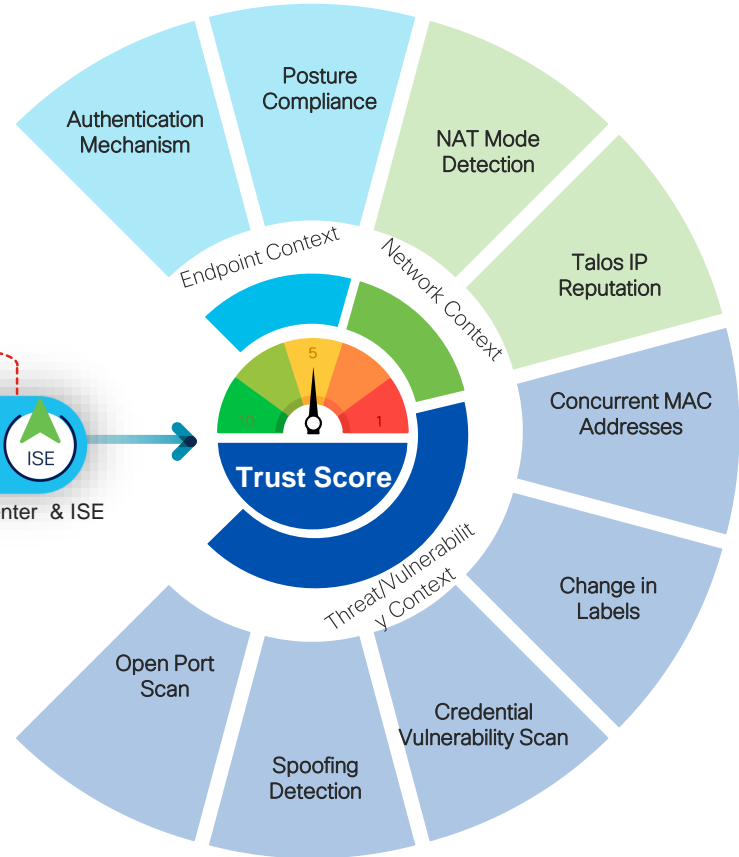 Posture
Compliance
Authentication
Mechanism
NAT Mode
Detection
Talos IP
Reputation
Endpoint Context
Network Context
5
10
1
Concurrent MAC
Addresses
ISE
Trust Score
nter & ISE
Threat/Vulnerabilit
y Context
Change in
Labels
Open Port
Scan
Credential
Vulnerability Scan
Spoofing
Detection